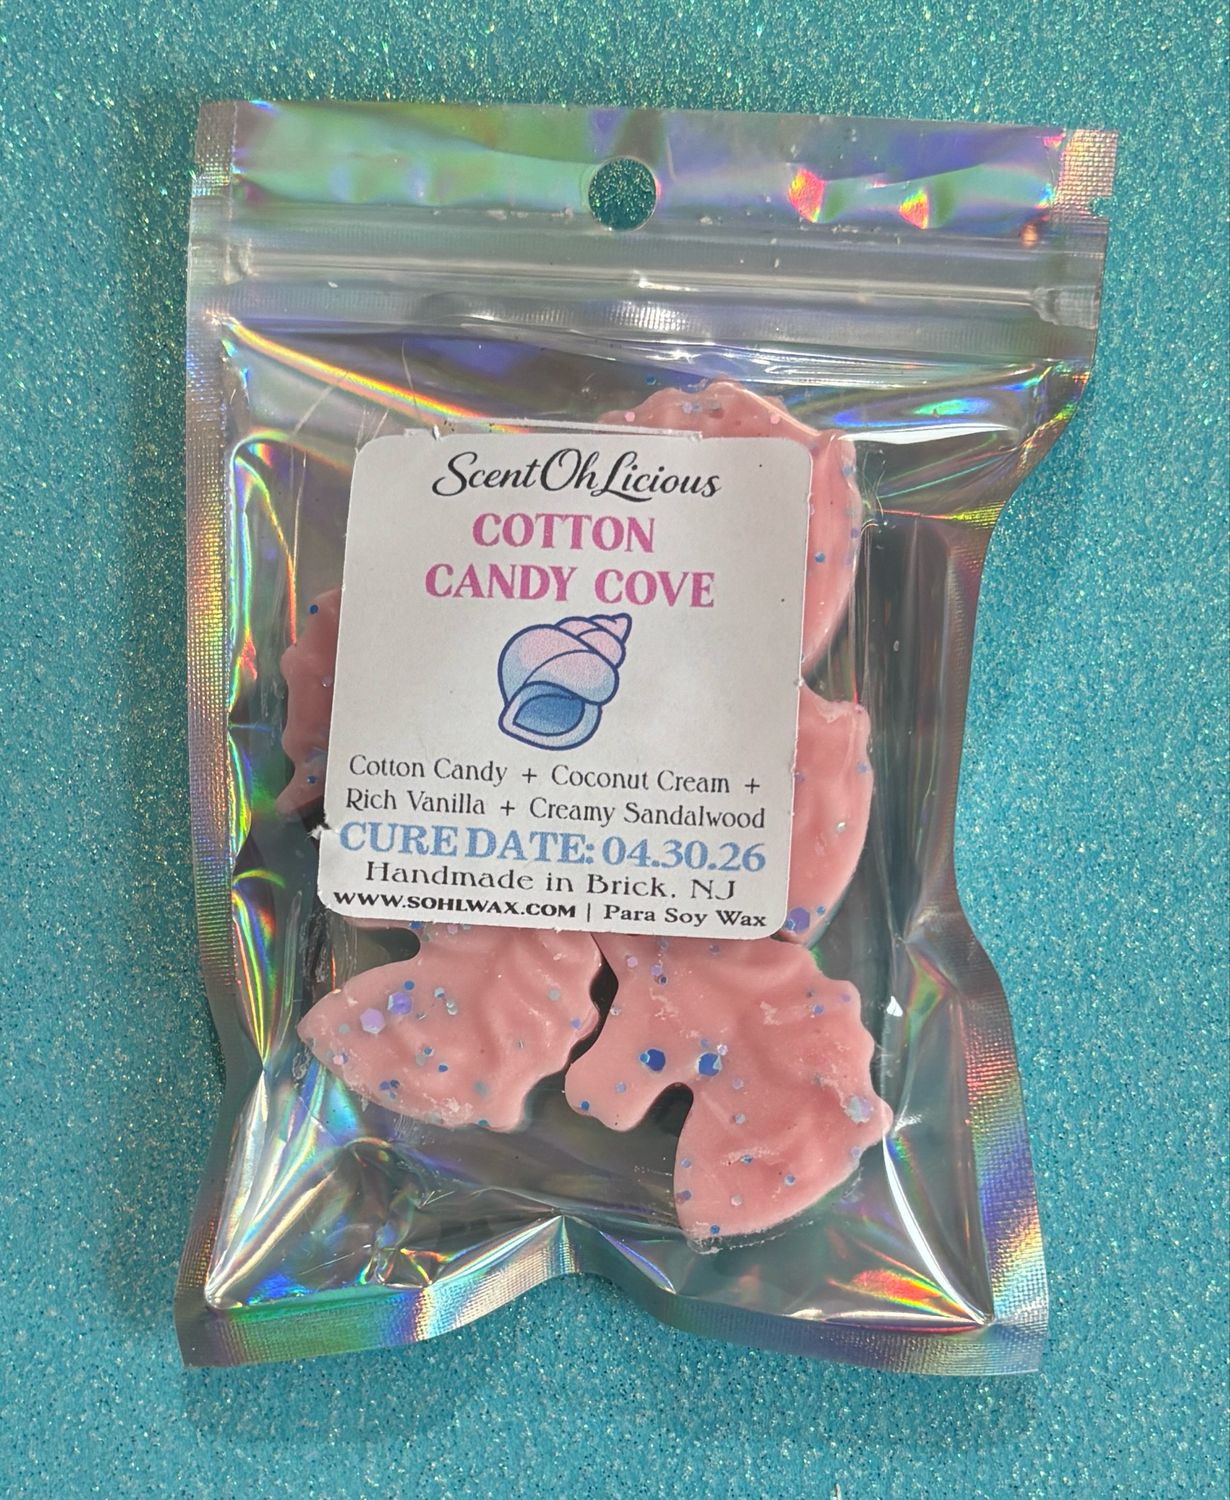 ScentOhLicious
COTTON
CANDY COVE
Cotton Candy + Coconut Cream +
Rich Vanilla + Creamy Sandalwood
CURE DATE: 04.30.26
Handmade in Brick, NJ
WWW.SOHLWAX.COM | Para Soy Wax